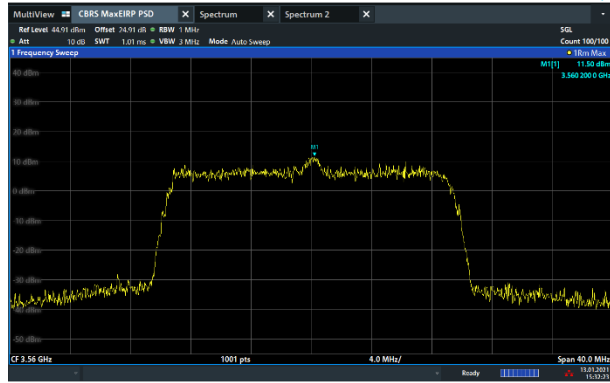 MultiView CBRS MaxEIRP PSD X Spectrum X Spectrum 2 X
Ref Level 44.91 dBm Offset 24.91 dB RBW 1 MHz SGL
Att 10 dB SWT 1.01 ms VBW 3 MHz Mode Auto Sweep Count 100/100
1 Frequency Sweep 1Rm Max
M1[1] 11.50 dBm
3.560 200 0 GHz
40 dBm
30 dBm
M1
10 dBm
0 dBm
-10 dBm
-20 dBm
-30 dBm
-40 dBm
-50 dBm
CF 3.56 GHz 1001 pts 4.0 MHz/ Span 40.0 MHz
Ready 13.01.2021
15:32:23